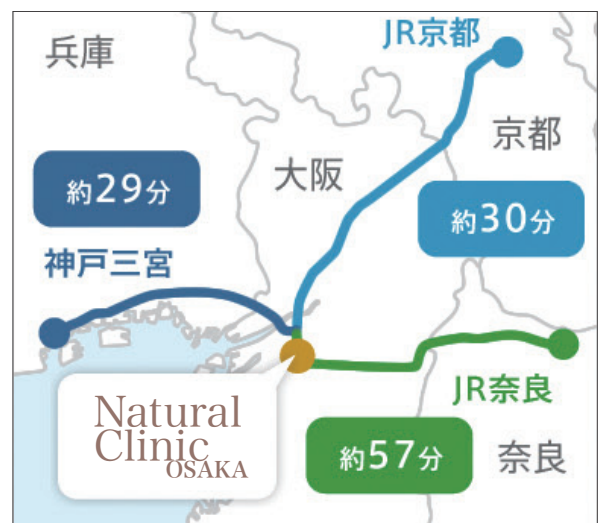 兵庫
JR京都
京都
大阪
約29分
約30分
神戸三宮
JR奈良
Natural
Clinic
OSAKA
約57分
奈良